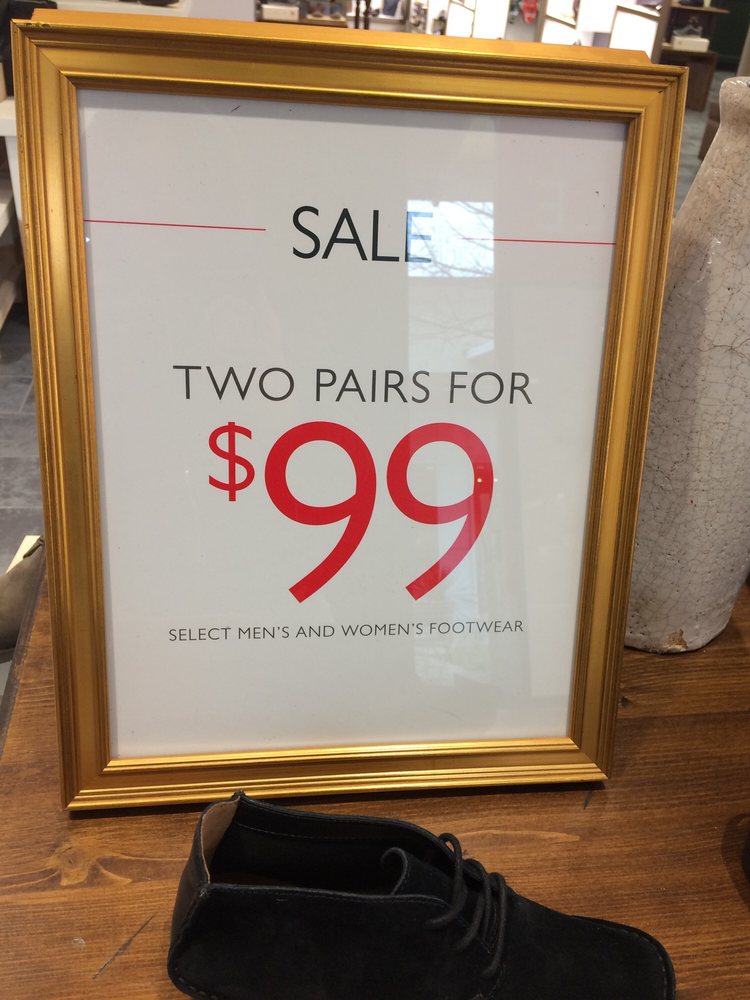 SALE
TWO PAIRS FOR
$99
SELECT MEN'S AND WOMEN'S FOOTWEAR